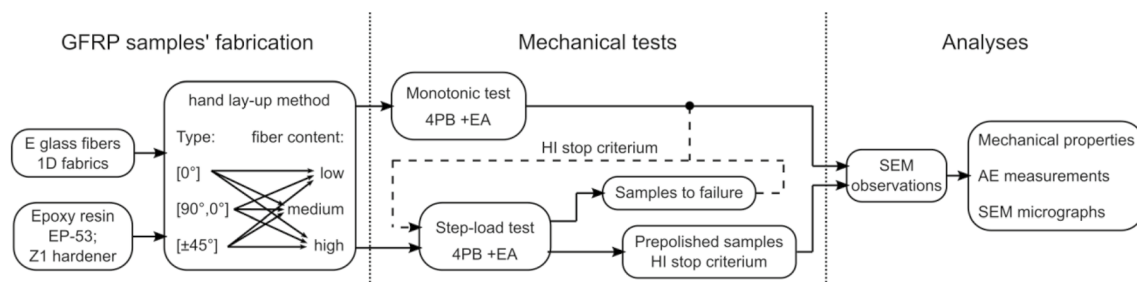 GFRP samples' fabrication
Mechanical tests
Analyses
E glass fibers
1D fabrics
Epoxy resin
EP-53;
Z1 hardener
hand lay-up method
Type:
fiber content:
[0°]
low
[90°,0°]
medium
[±45°]
high
Monotonic test
4PB +EA
HI stop criterion
Step-load test
4PB +EA
Samples to failure
Prepolished samples
HI stop criterion
SEM
observations
Mechanical properties
AE measurements
SEM micrographs